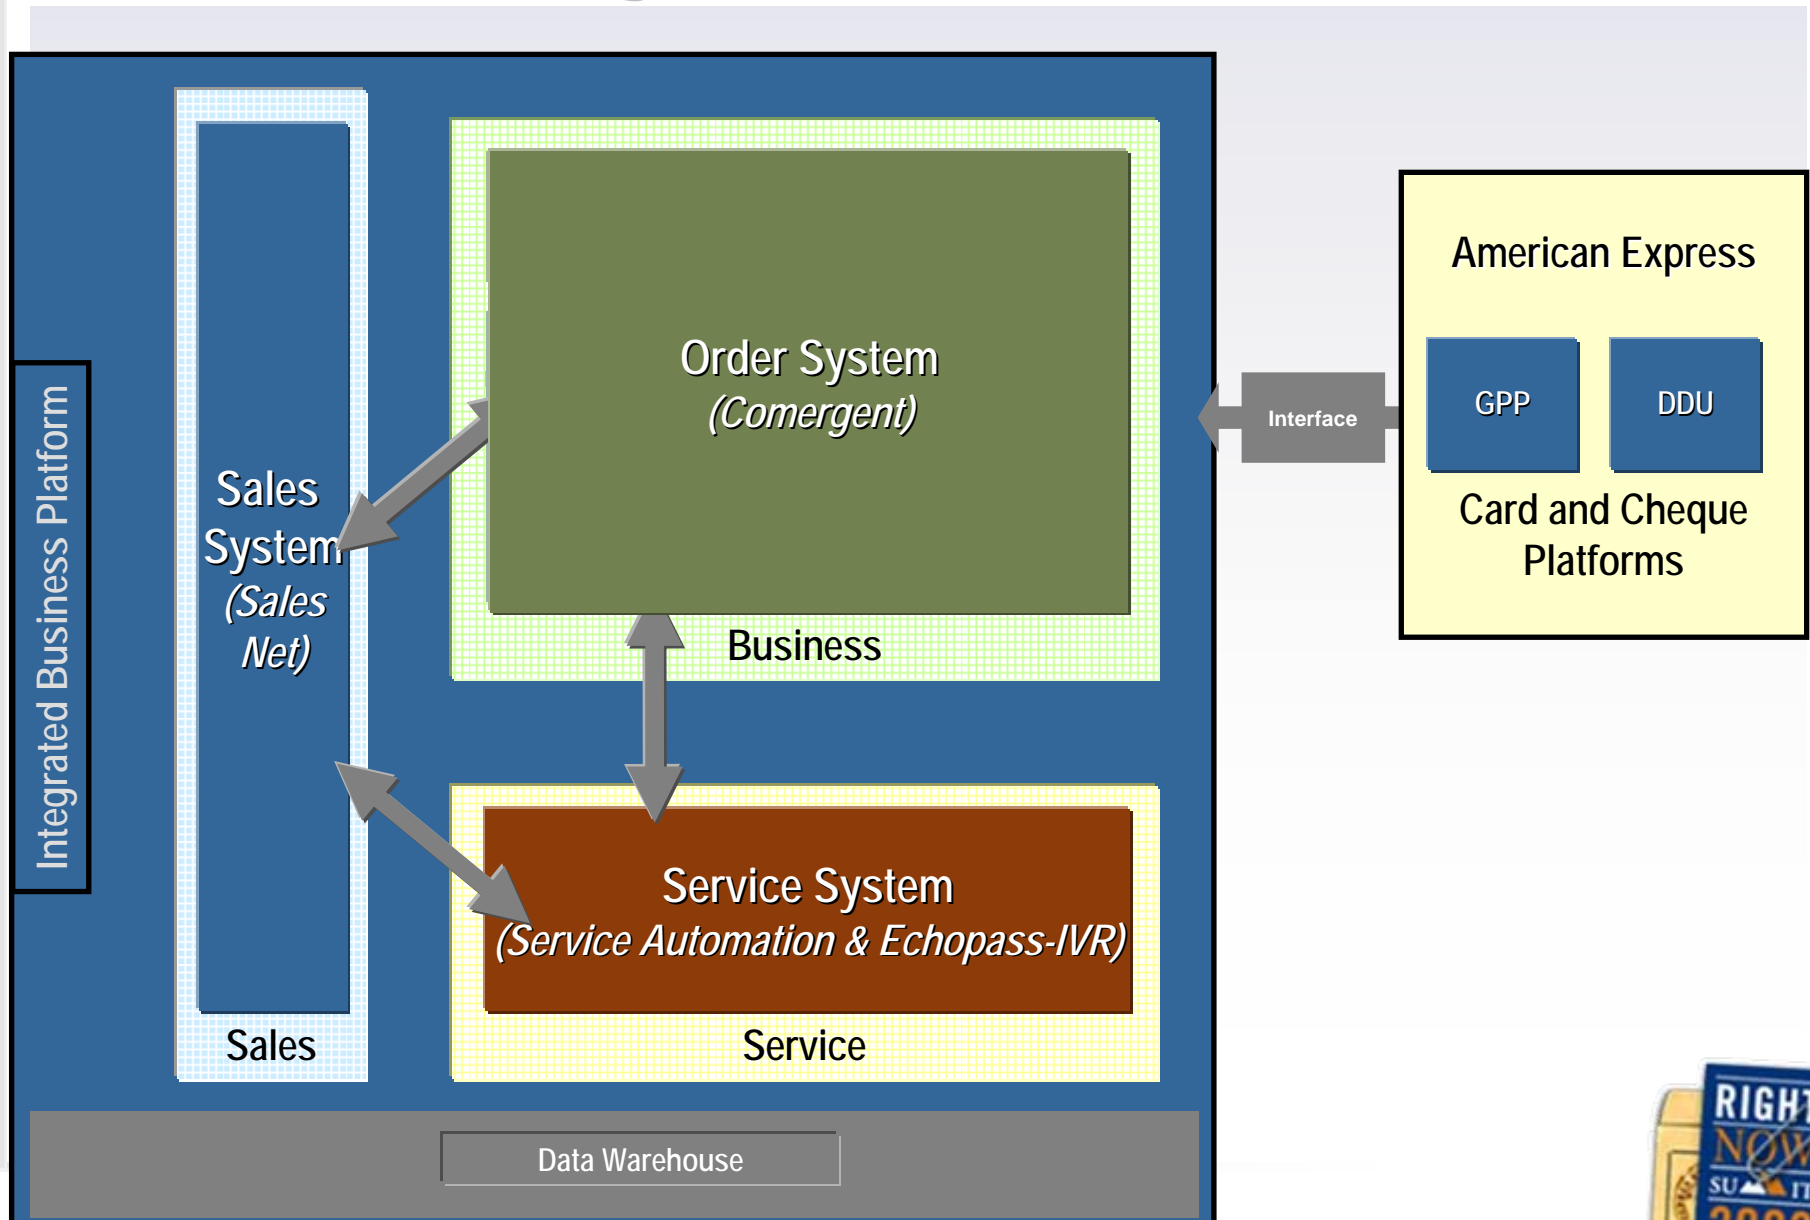 Integrated Business Platform
Sales
System
(Sales
Net)
Sales
Order System
(Comergent)
Business
Service System
(Service Automation & Echopass-IVR)
Service
Data Warehouse
Interface
American Express
GPP
DDU
Card and Cheque
Platforms
RIGHT
NOW